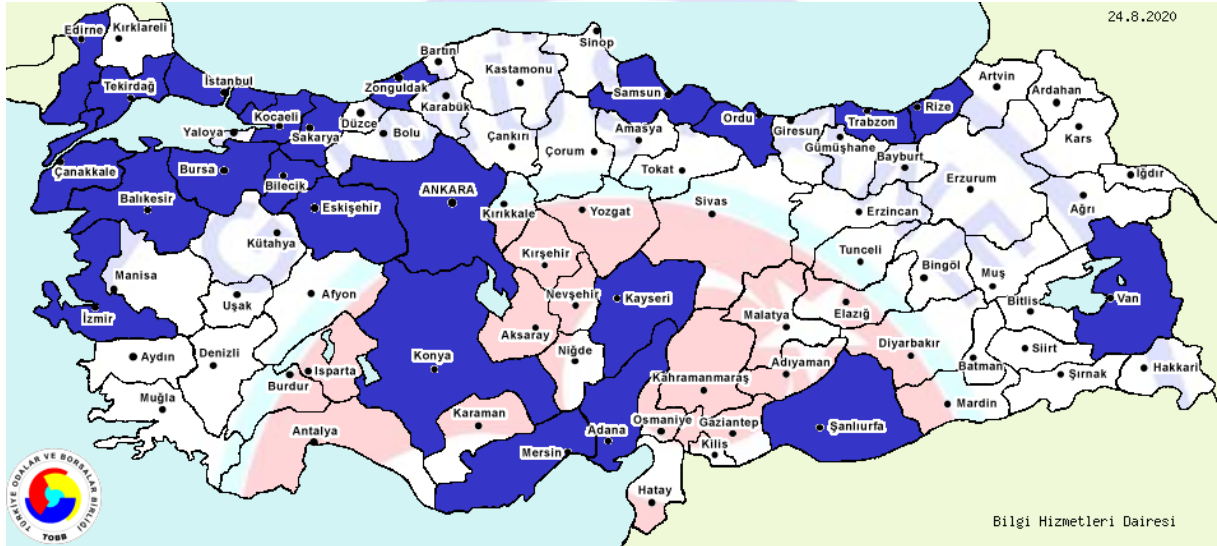 24.8.2020
Edirne
Kırklareli
Tekirdağ
İstanbul
Kocaeli
Yalova
Sakarya
Düzce
Zonguldak
Bartın
Karabük
Bolu
Kastamonu
Çankırı
Sinop
Samsun
Çorum
Amasya
Tokat
Ordu
Giresun
Gümüşhane
Trabzon
Bayburt
Rize
Artvin
Ardahan
Kars
Iğdır
Erzurum
Ağrı
Çanakkale
Bursa
Bilecik
Balıkesir
Eskişehir
ANKARA
Kırıkkale
Yozgat
Sivas
Erzincan
Kütahya
Kırşehir
Tunceli
Bingöl
Muş
Manisa
Uşak
Afyon
Nevşehir
Kayseri
Malatya
Elazığ
Bitlis
Van
İzmir
Aksaray
Aydın
Denizli
Konya
Niğde
Diyarbakır
Batman
Siirt
Hakkari
Burdur
Isparta
Adıyaman
Şırnak
Muğla
Kahramanmaraş
Mardin
Antalya
Karaman
Adana
Osmaniye
Gaziantep
Şanlıurfa
Mersin
Kilis
Hatay
TÜRKİYE ODALAR VE BORSALAR BİRLİĞİ
TOBB
Bilgi Hizmetleri Dairesi